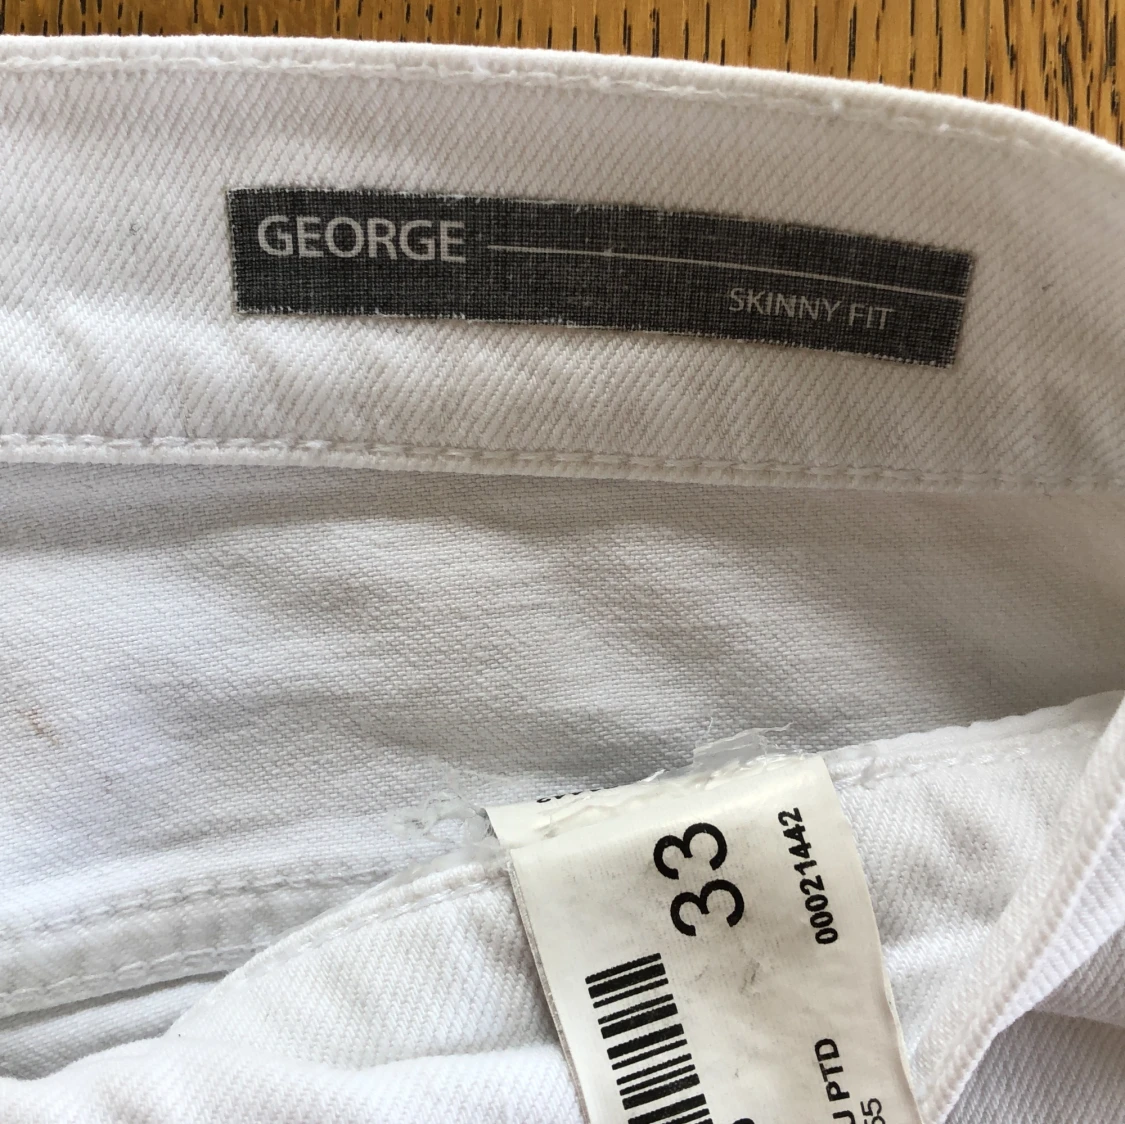 GEORGE
SKINNY FIT
33
00021442
PTD